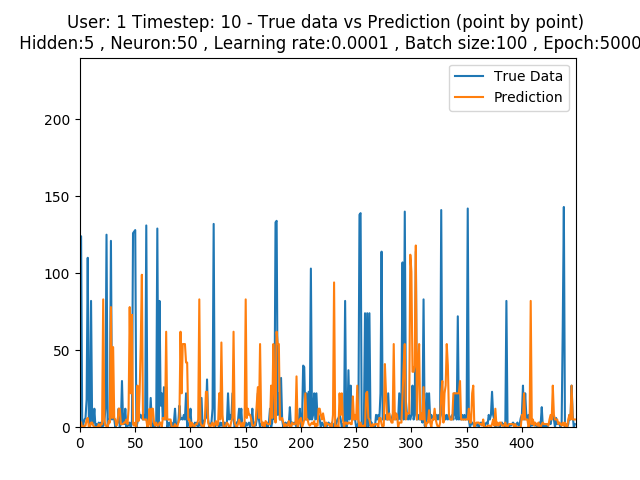 User: 1 Timestep: 10 - True data vs Prediction (point by point)
Hidden:5 , Neuron:50 , Learning rate:0.0001 , Batch size:100 , Epoch:5000
True Data
Prediction
200
150
100
50
0
0 50 100 150 200 250 300 350 400